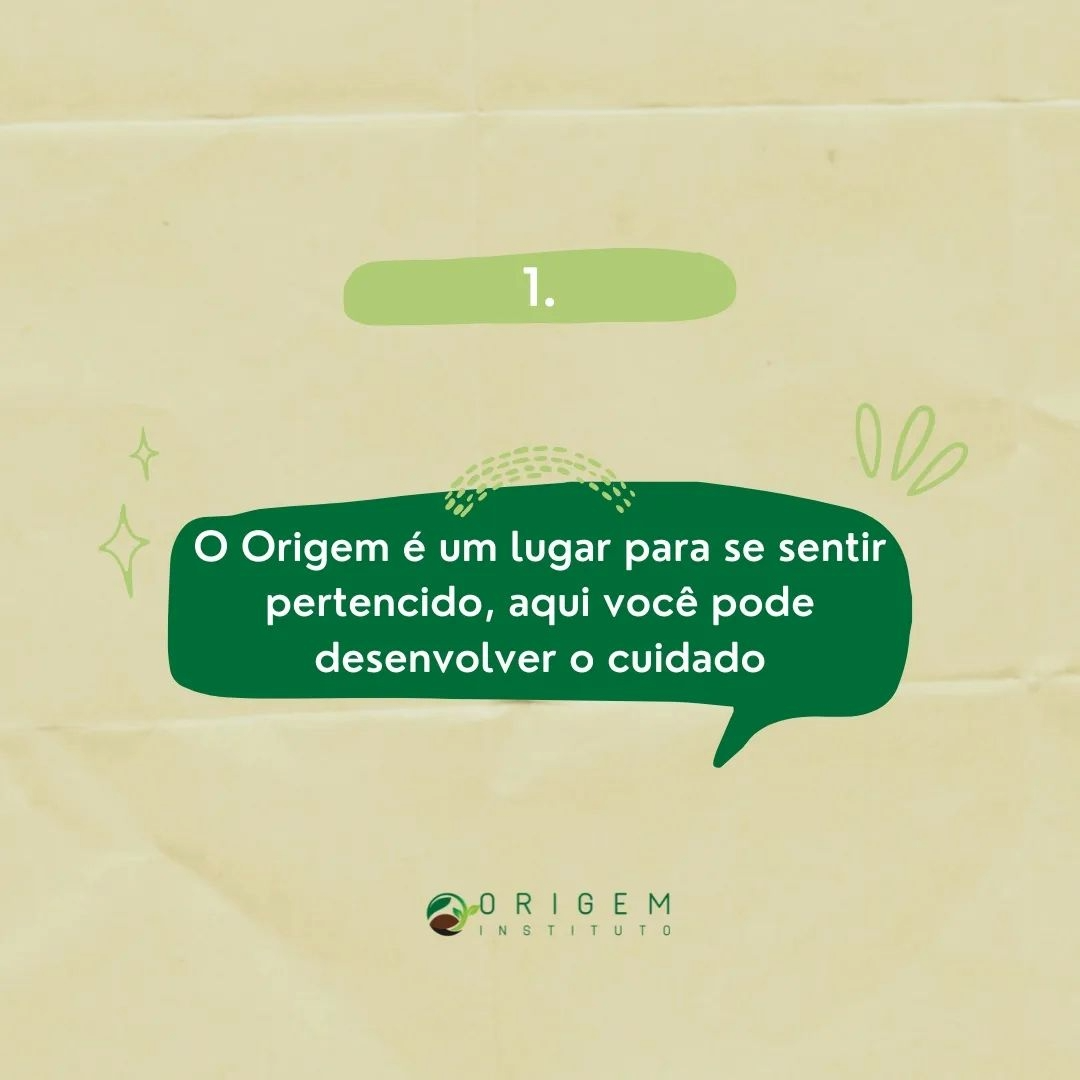 1.
O Origem é um lugar para se sentir
pertencido, aqui você pode
desenvolver o cuidado
ORIGEM
INSTITUTO